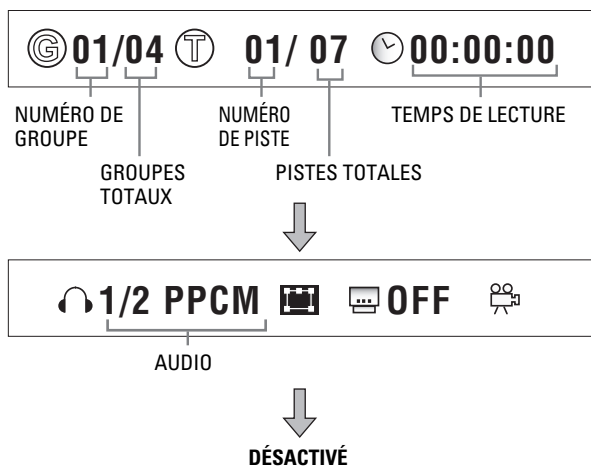 Ⓖ 01/04 Ⓣ 01/ 07 00:00:00
NUMÉRO DE
GROUPE
NUMÉRO
DE PISTE
TEMPS DE LECTURE
GROUPES
TOTAUX
PISTES TOTALES
1/2 PPCM ... OFF
AUDIO
DÉSACTIVÉ